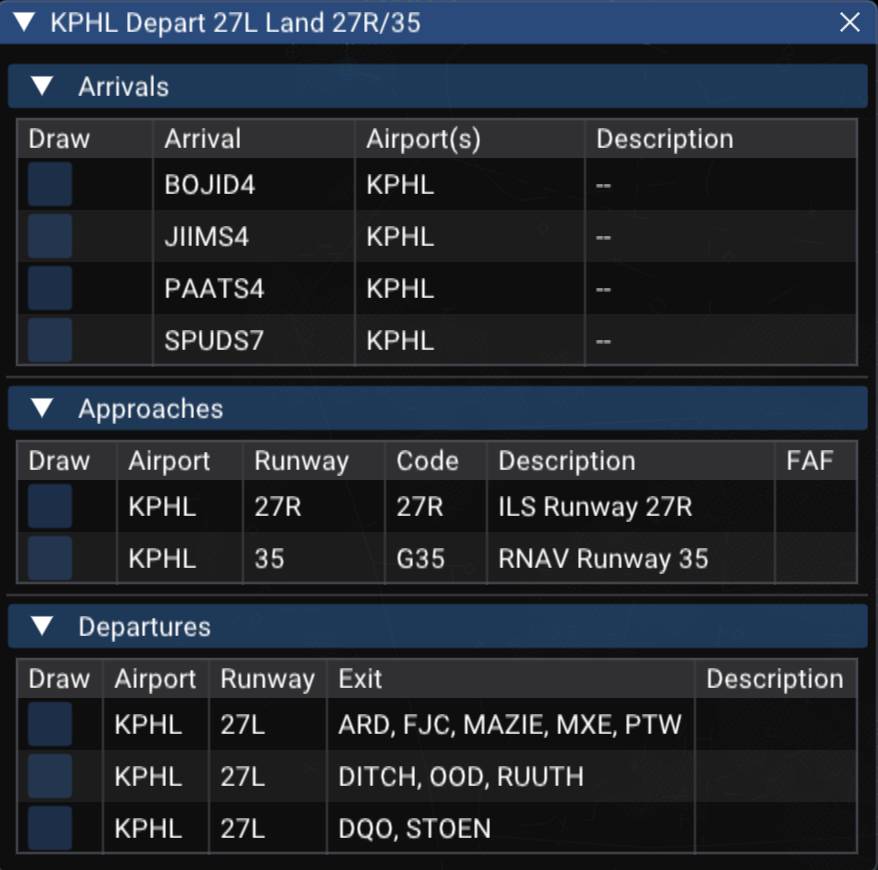 KPHL Depart 27L Land 27R/35
Arrivals
Draw Arrival Airport(s) Description
BOJID4 KPHL --
JIIMS4 KPHL --
PAATS4 KPHL --
SPUDS7 KPHL --
Approaches
Draw Airport Runway Code Description FAF
KPHL 27R 27R ILS Runway 27R
KPHL 35 G35 RNAV Runway 35
Departures
Draw Airport Runway Exit Description
KPHL 27L ARD, FJC, MAZIE, MXE, PTW
KPHL 27L DITCH, OOD, RUUTH
KPHL 27L DQO, STOEN